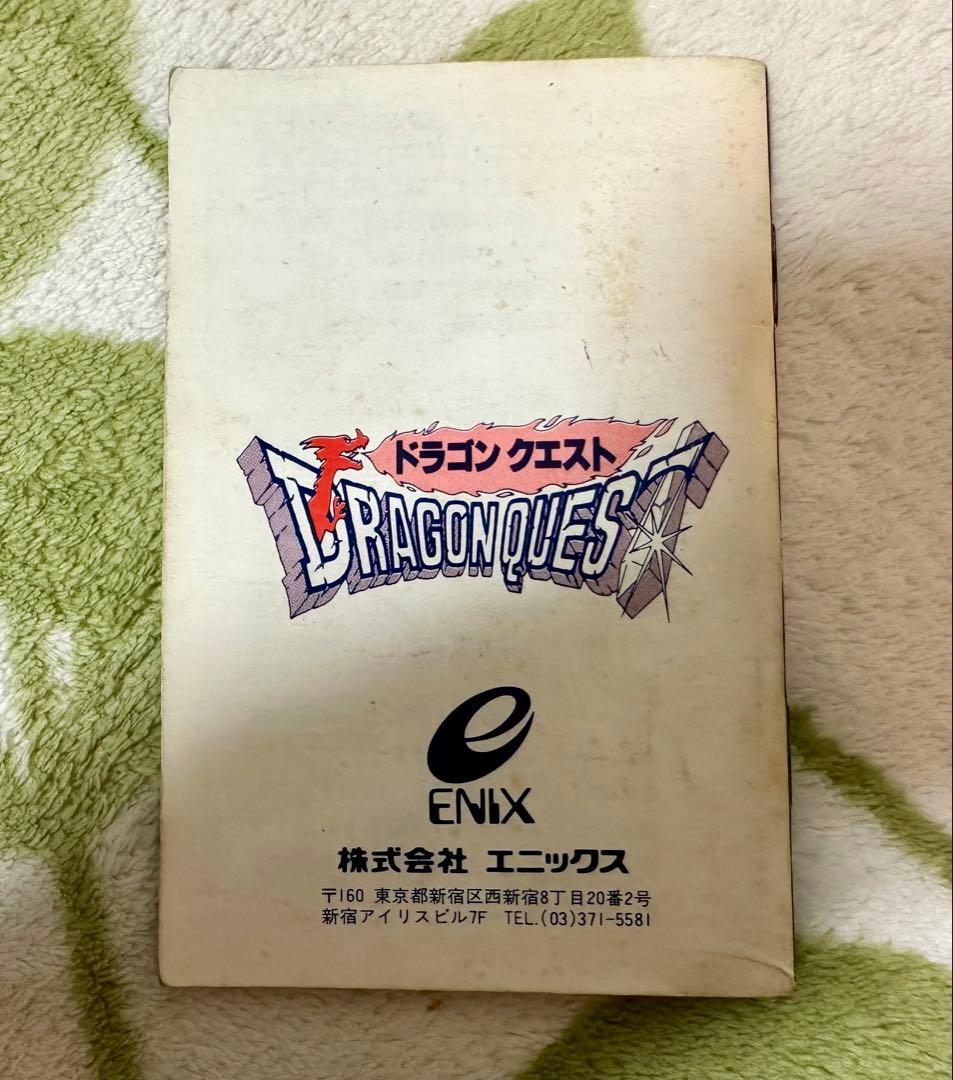 ドラゴン クエスト
DRAGON QUEST
e
ENIX
株式会社 エニックス
〒160 東京都新宿区西新宿8丁目20番2号
新宿アイリスビル7F TEL.(03)371-5581